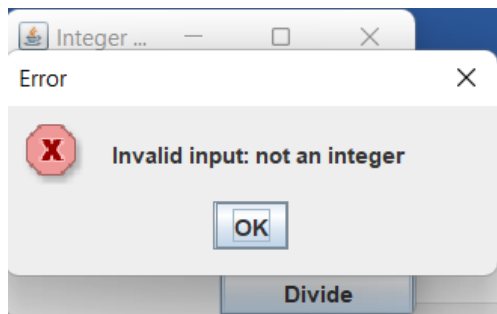 Integer ...
Error
Invalid input: not an integer
OK
Divide